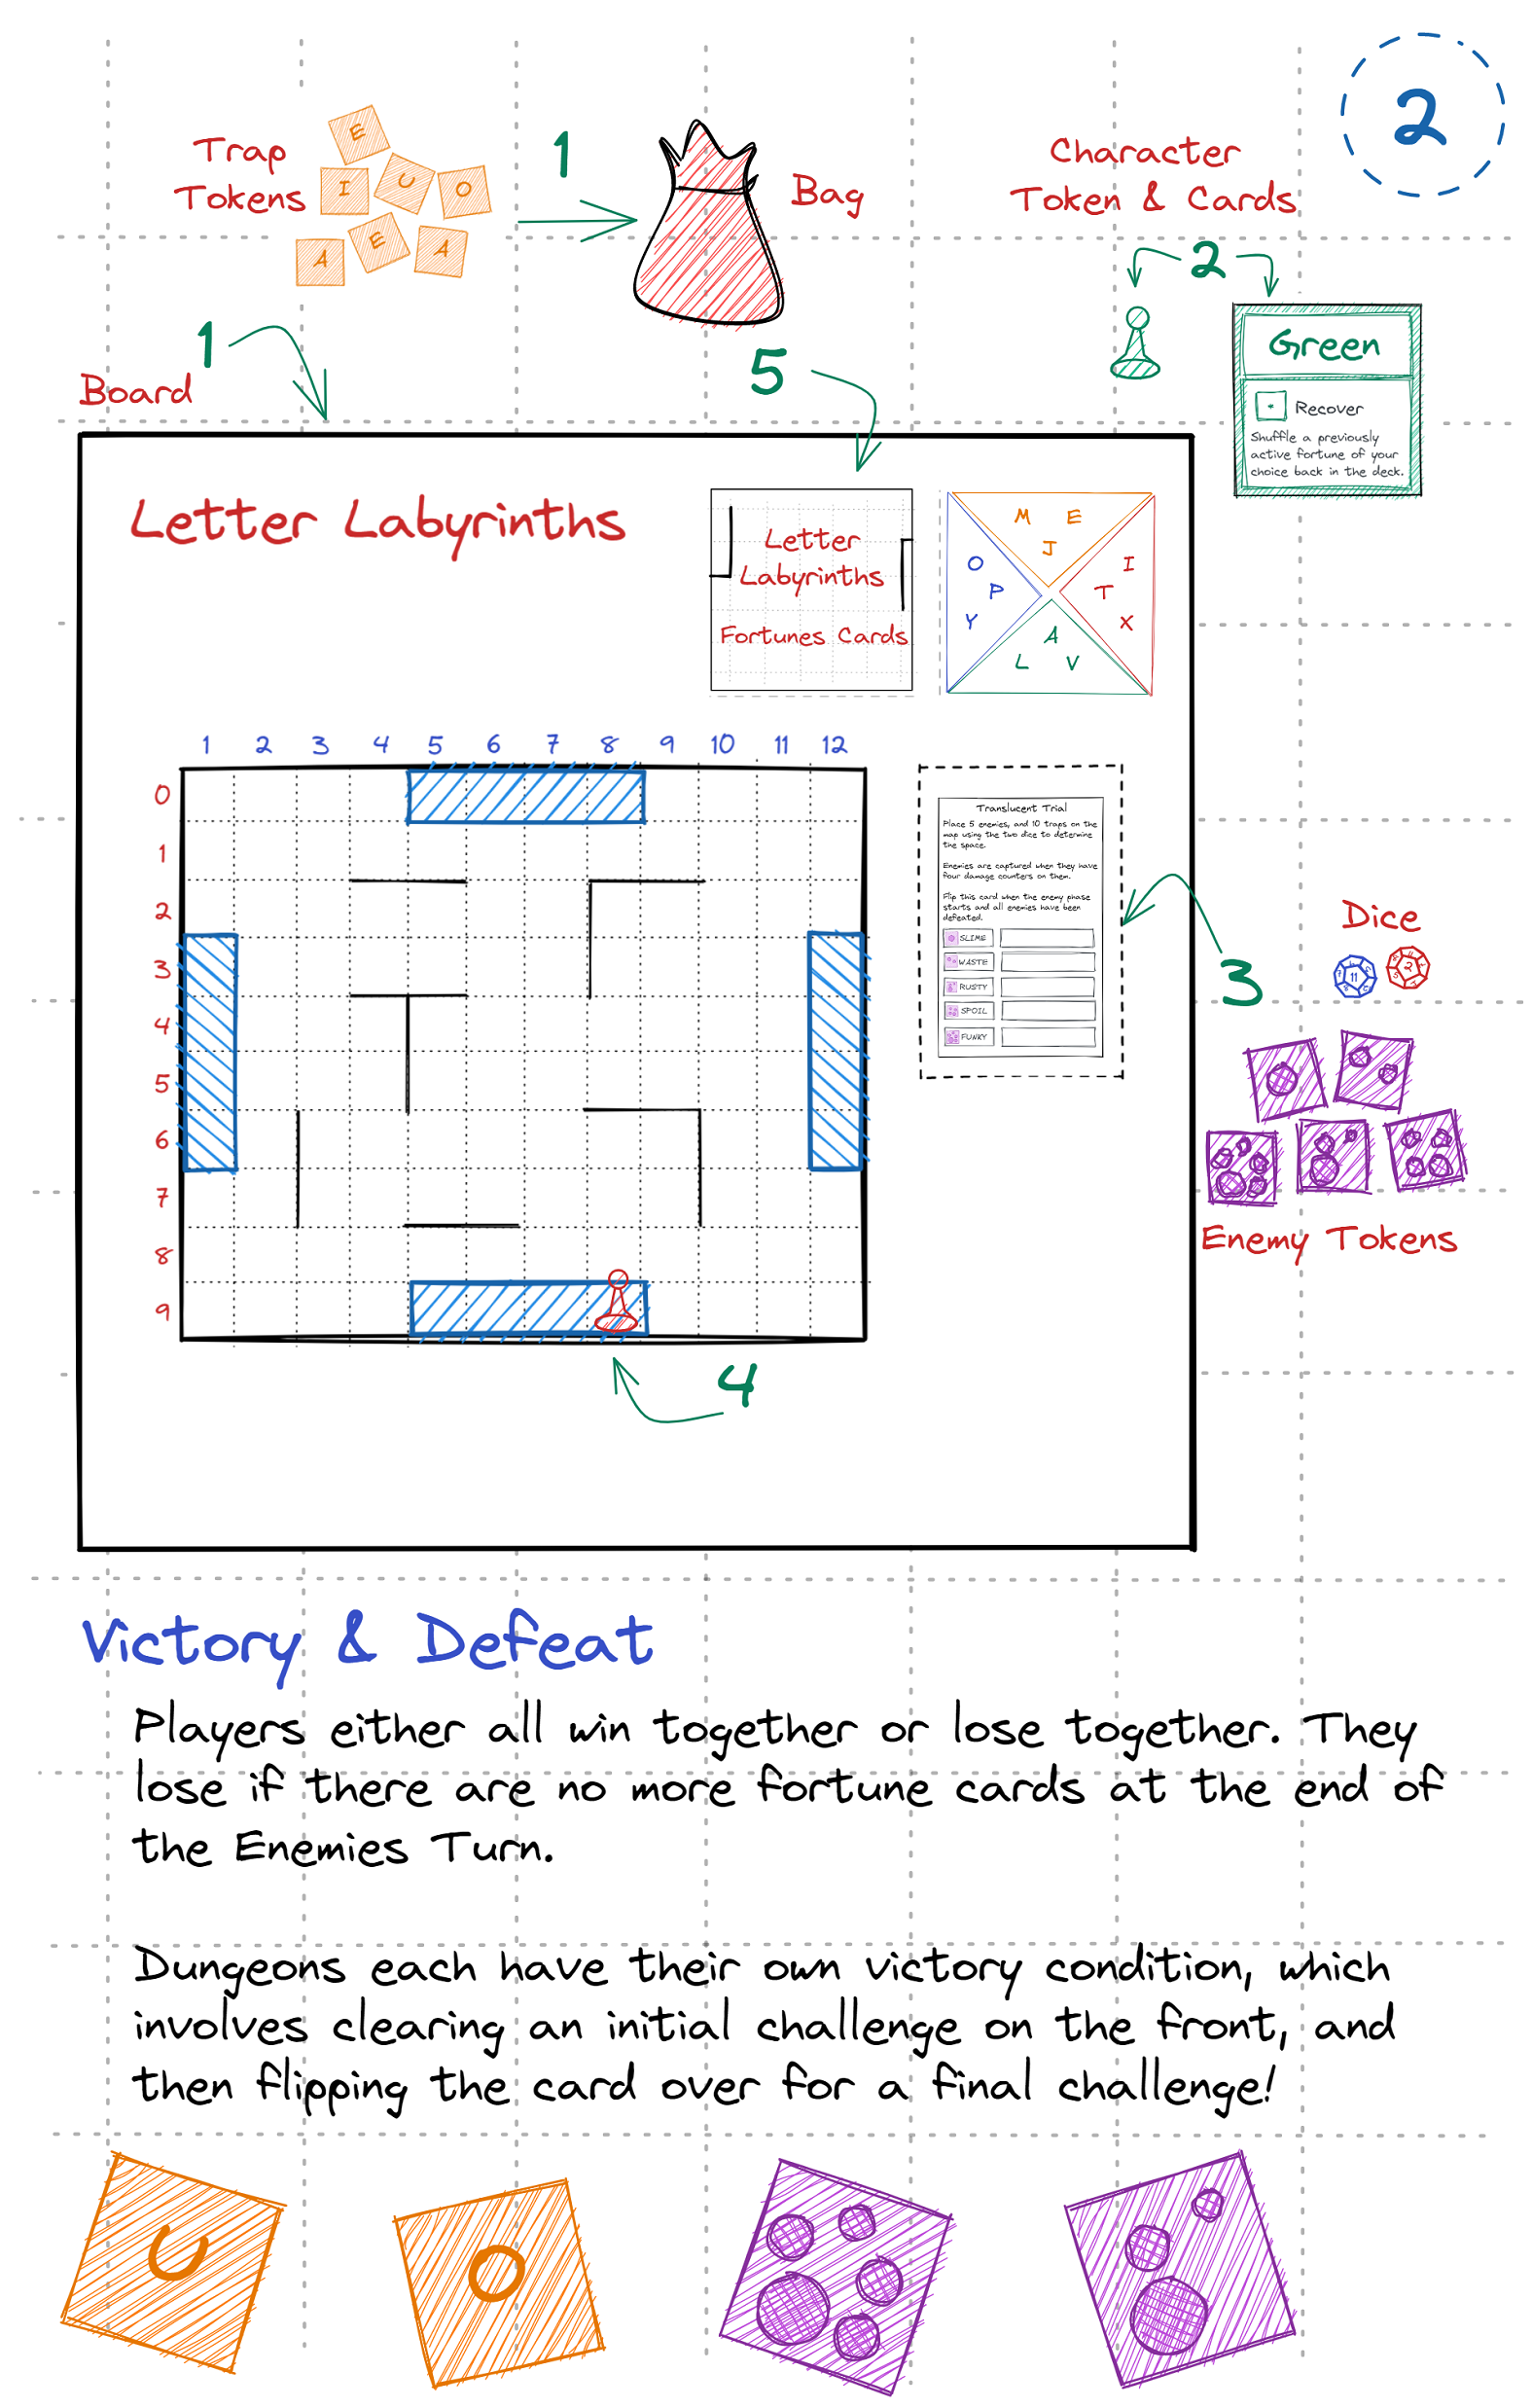 2
Trap
Tokens
E
I
U
O
A
E
A
1
Bag
Character
Token & Cards
2
Green
Recover
Shuffle a previously
active fortune of your
choice back in the deck.
1
Board
5
Letter Labyrinths
Letter
Labyrinths
Fortunes Cards
M E
J
O
P
Y
I
T
X
A
L V
1 2 3 4 5 6 7 8 9 10 11 12
0
1
2
3
4
5
6
7
8
9
Translucent Trial
Place 5 enemies, and 10 traps on the
map using the two dice to determine
the space.
Enemies are captured when they have
four damage counters on them.
Flip this card when the enemy phase
starts and all enemies have been
defeated.
SLIME
WASTE
RUSTY
SPOIL
FUNKY
3
Dice
11
2
Enemy Tokens
4
Victory & Defeat
Players either all win together or lose together. They
lose if there are no more fortune cards at the end of
the Enemies Turn.
Dungeons each have their own victory condition, which
involves clearing an initial challenge on the front, and
then flipping the card over for a final challenge!
U
O